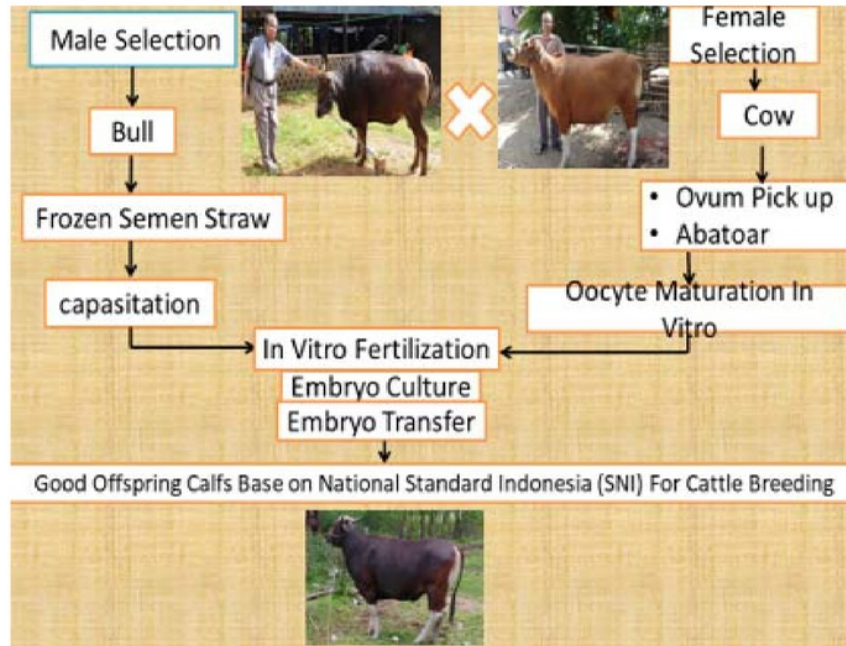 Male Selection
Bull
Frozen Semen Straw
capasitation
Female
Selection
Cow
• Ovum Pick up
• Abatoar
Oocyte Maturation In
Vitro
In Vitro Fertilization
Embryo Culture
Embryo Transfer
Good Offspring Calfs Base on National Standard Indonesia (SNI) For Cattle Breeding